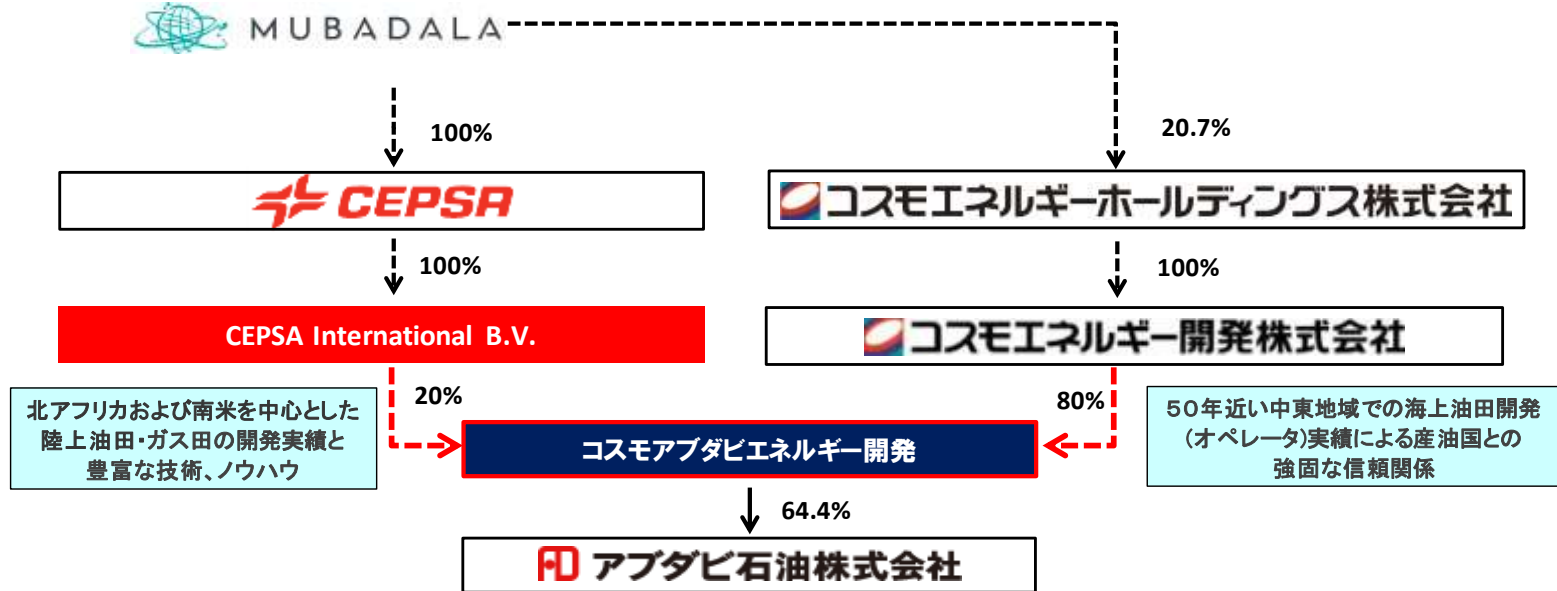 MUBADALA
100%
20.7%
CEPSA
コスモエネルギーホールディングス株式会社
100%
100%
CEPSA International B.V.
コスモエネルギー開発株式会社
20%
80%
北アフリカおよび南米を中心とした
陸上油田・ガス田の開発実績と
豊富な技術、ノウハウ
コスモアブダビエネルギー開発
50年近い中東地域での海上油田開発
(オペレータ)実績による産油国との
強固な信頼関係
64.4%
アブダビ石油株式会社